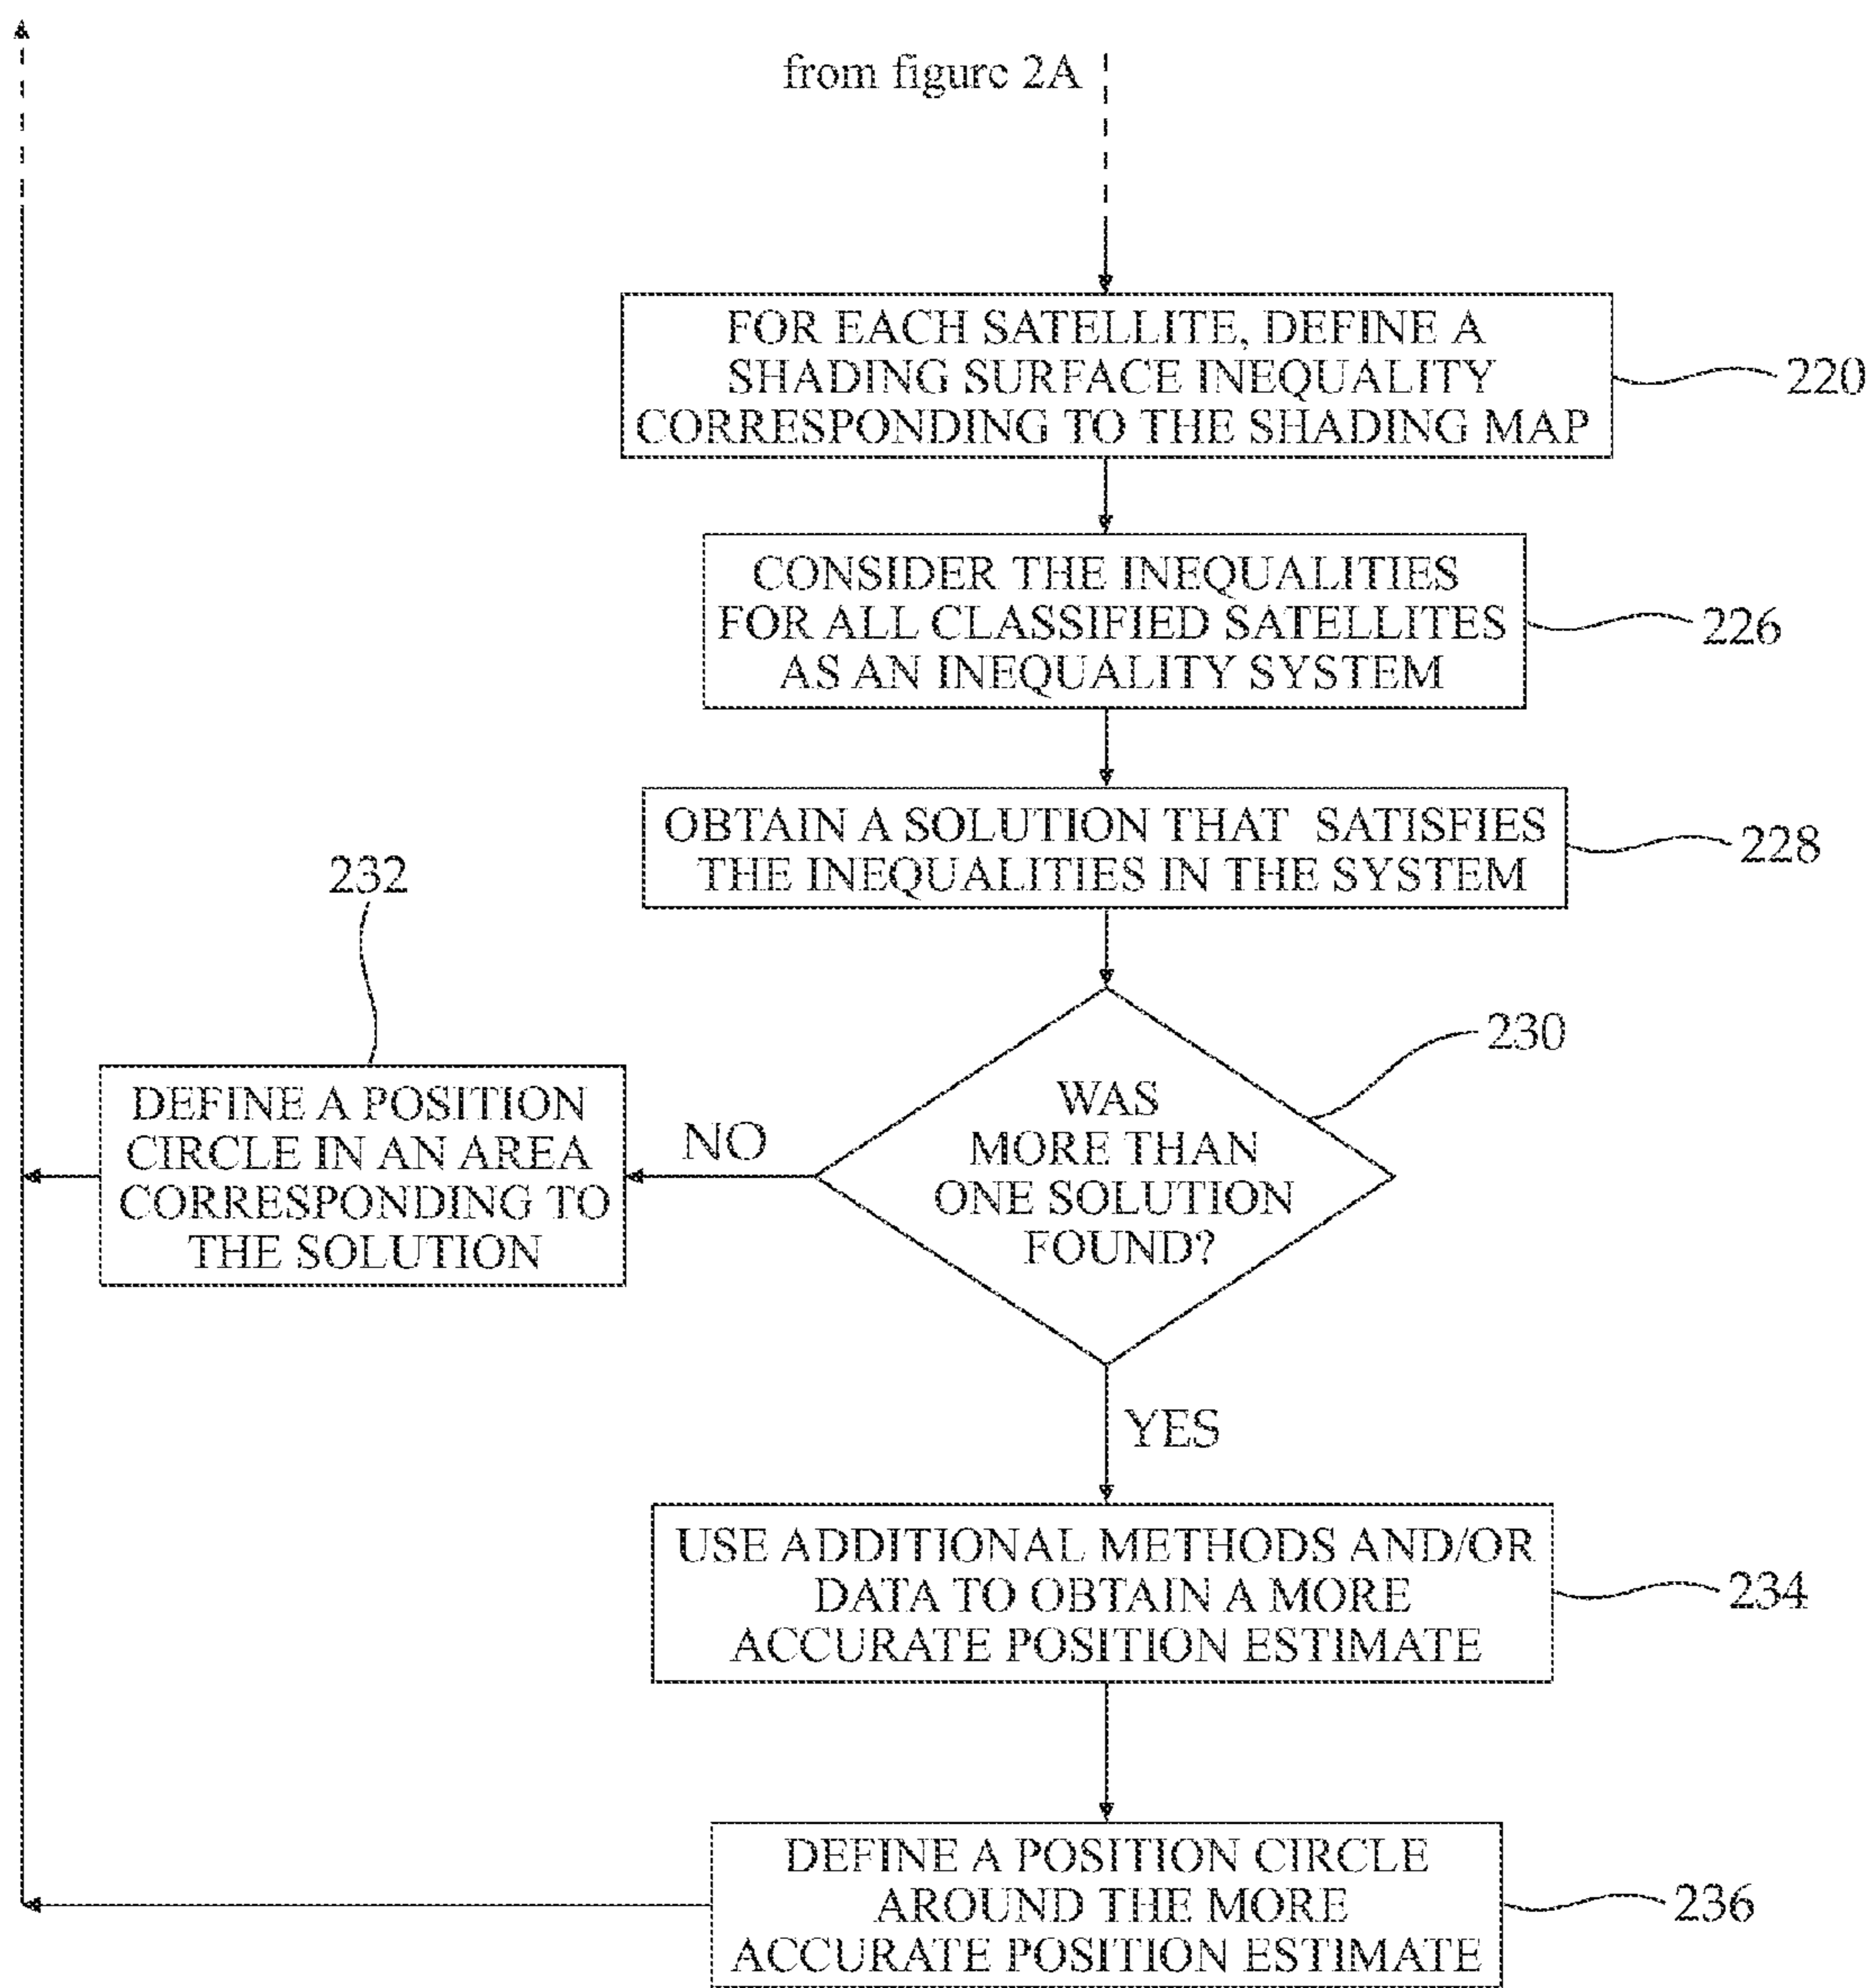 from figure 2A
FOR EACH SATELLITE, DEFINE A
SHADING SURFACE INEQUALITY
CORRESPONDING TO THE SHADING MAP
220
CONSIDER THE INEQUALITIES
FOR ALL CLASSIFIED SATELLITES
AS AN INEQUALITY SYSTEM
226
OBTAIN A SOLUTION THAT SATISFIES
THE INEQUALITIES IN THE SYSTEM
228
232
230
DEFINE A POSITION
CIRCLE IN AN AREA
CORRESPONDING TO
THE SOLUTION
NO
WAS
MORE THAN
ONE SOLUTION
FOUND?
YES
USE ADDITIONAL METHODS AND/OR
DATA TO OBTAIN A MORE
ACCURATE POSITION ESTIMATE
234
DEFINE A POSITION CIRCLE
AROUND THE MORE
ACCURATE POSITION ESTIMATE
236